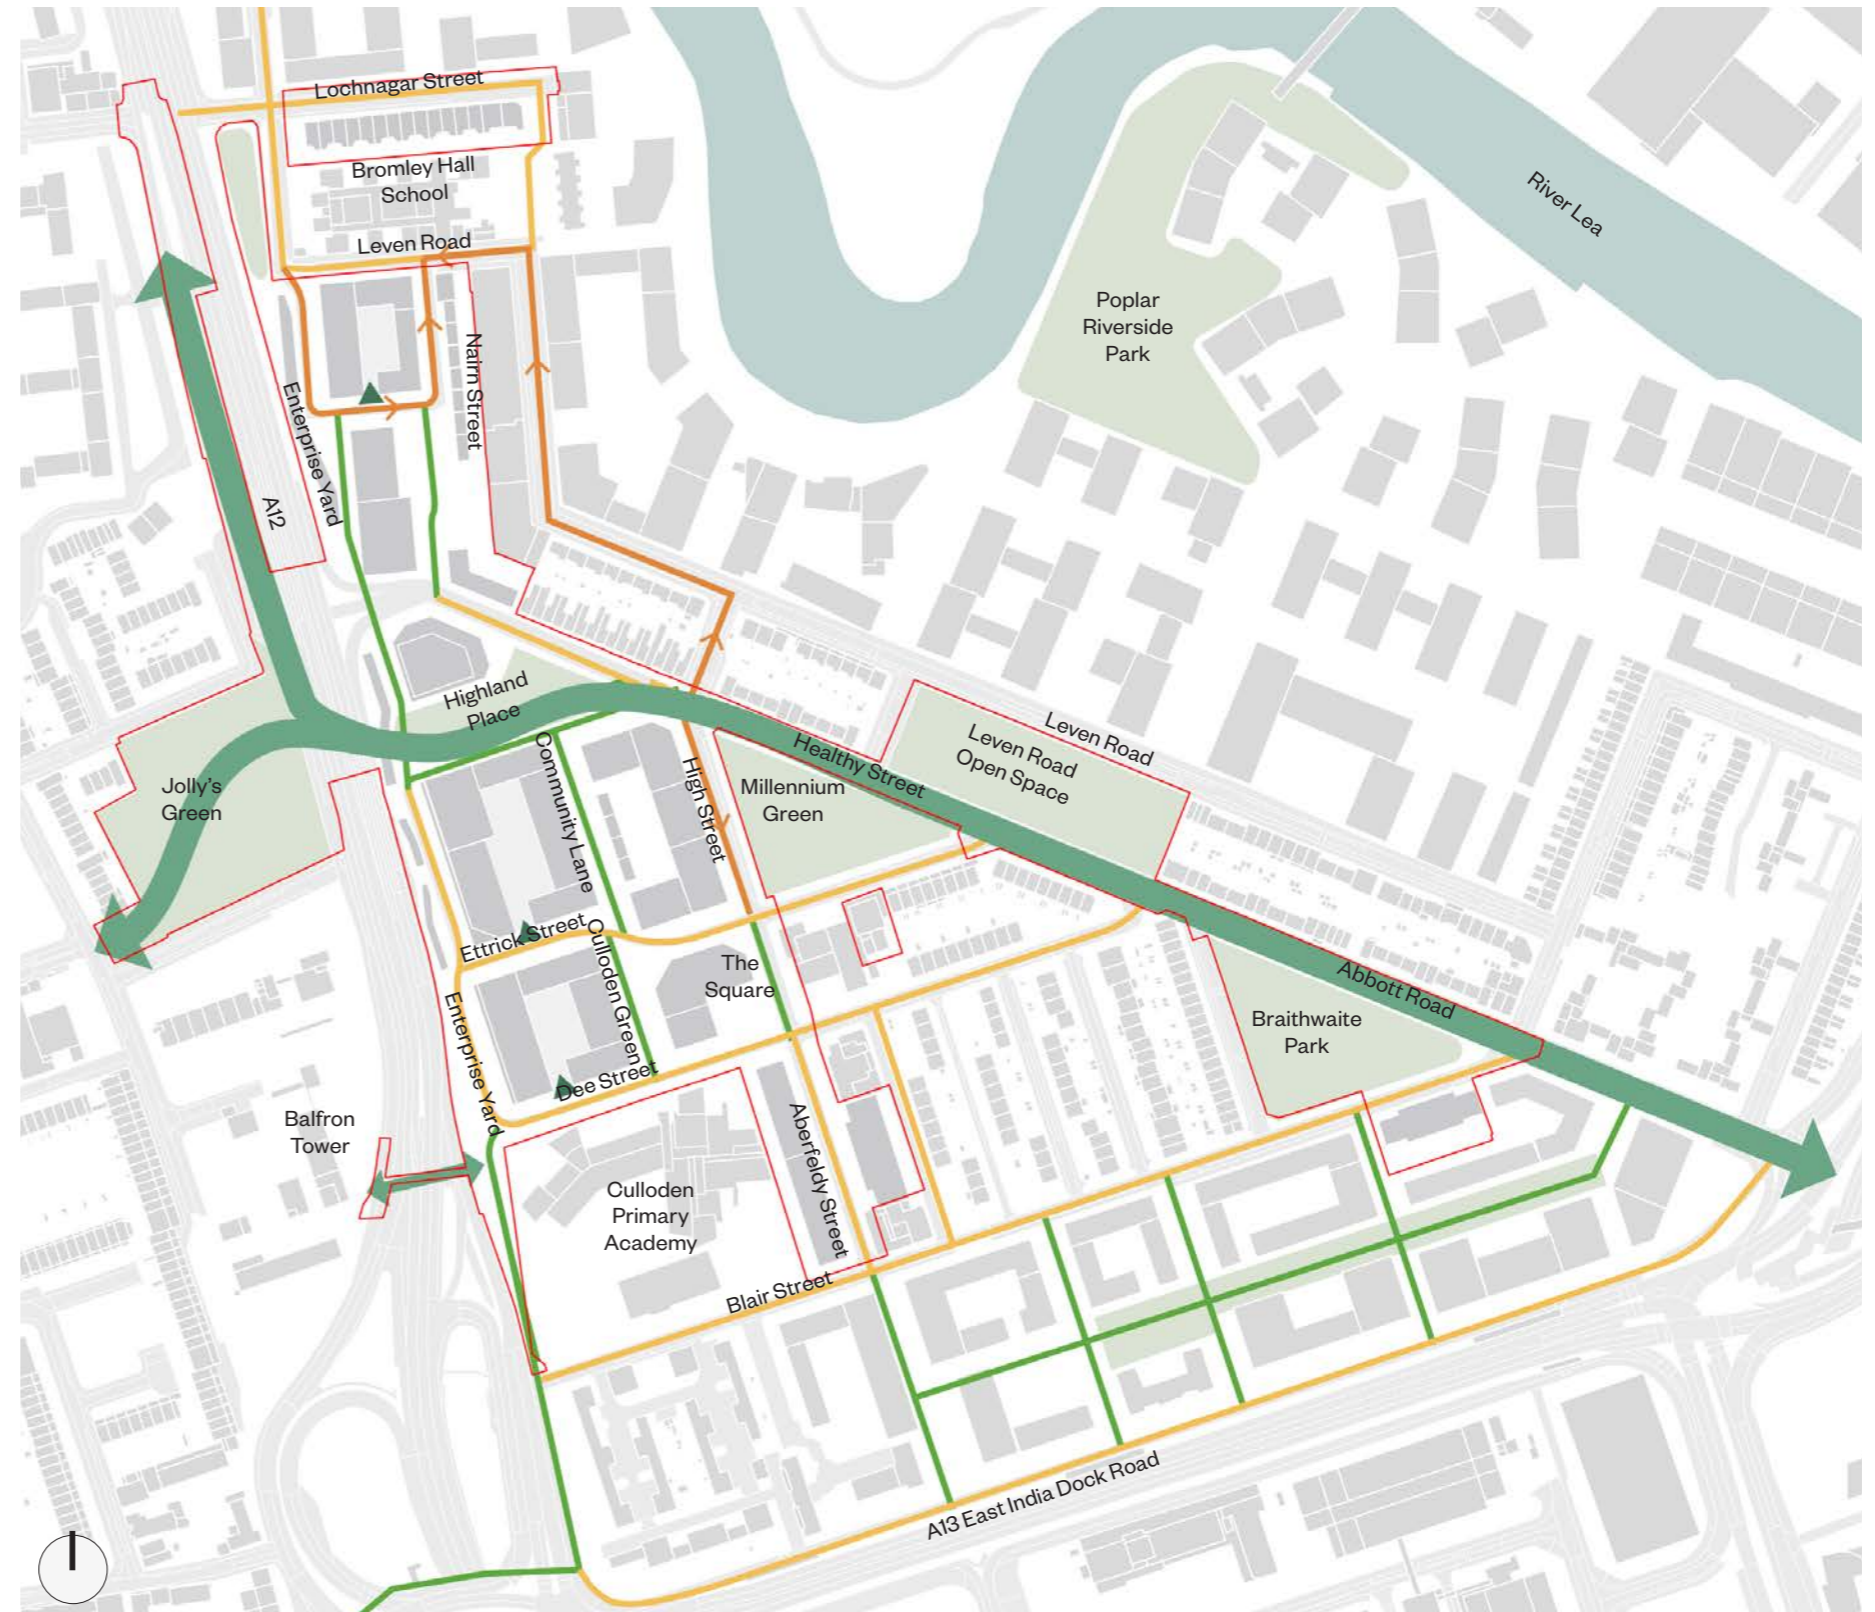 Lochnagar Street
Bromley Hall
School
Leven Road
River Lea
Poplar
Riverside
Park
Nairn Street
Enterprise Yard
A12
Highland
Place
Leven Road
Leven Road
Open Space
Healthy Street
Jolly's
Green
Community Lane
High Street
Millennium
Green
Ettrick Street
Culloden Green
The
Square
Abbott Road
Braithwaite
Park
Enterprise Yard
Dee Street
Balfron
Tower
Aberfeldy Street
Culloden
Primary
Academy
Blair Street
A13 East India Dock Road